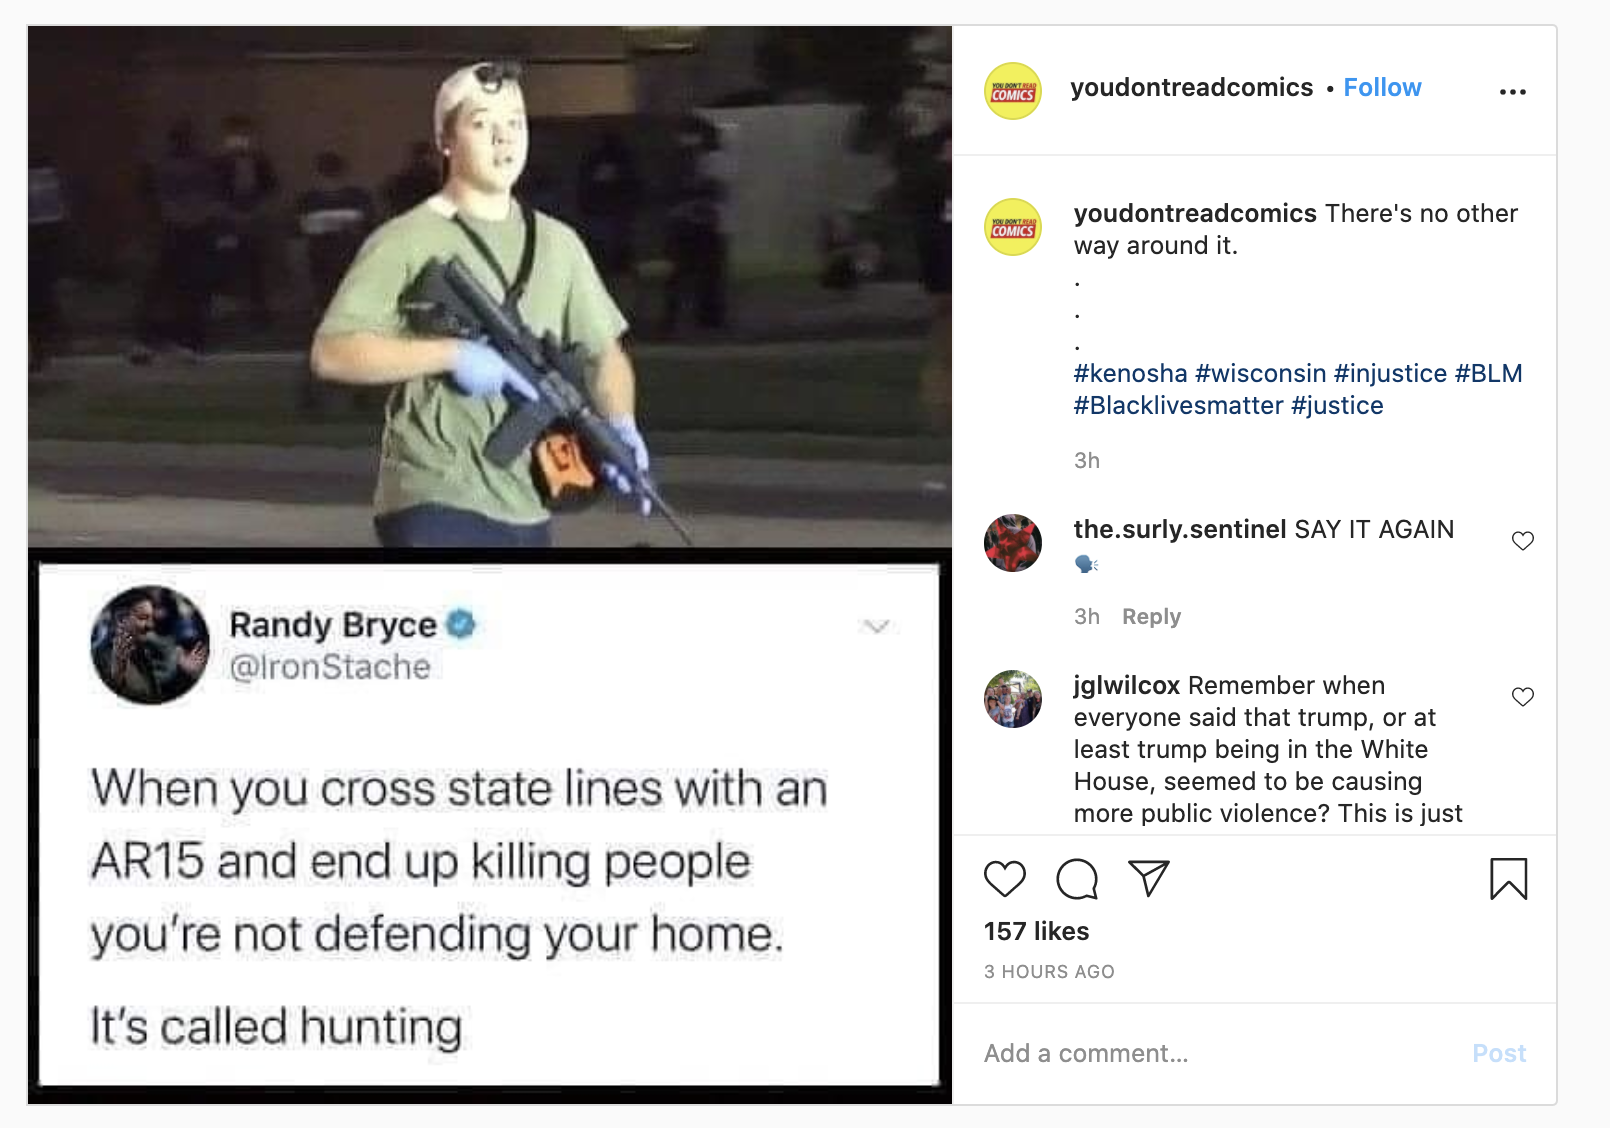 Randy Bryce
@IronStache
When you cross state lines with an
AR15 and end up killing people
you're not defending your home.
It's called hunting
YOU DON'T READ
COMICS
youdontreadcomics • Follow
YOU DON'T READ
COMICS
youdontreadcomics There's no other
way around it.
.
.
.
#kenosha #wisconsin #injustice #BLM
#Blacklivesmatter #justice
3h
the.surly.sentinel SAY IT AGAIN
3h Reply
jglwilcox Remember when
everyone said that trump, or at
least trump being in the White
House, seemed to be causing
more public violence? This is just
157 likes
3 HOURS AGO
Add a comment...
Post